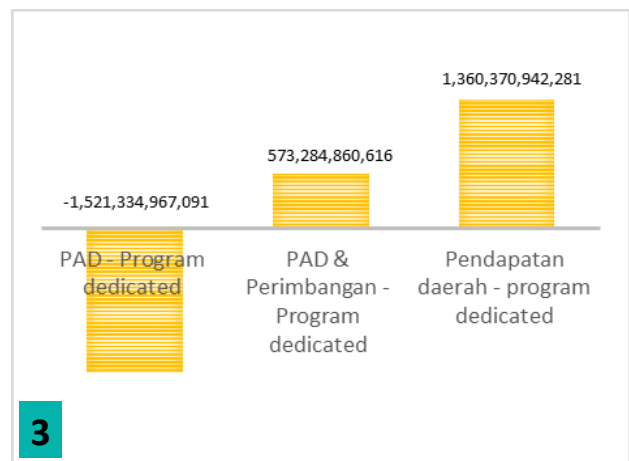 1,360,370,942,281
573,284,860,616
-1,521,334,967,091
PAD - Program
dedicated
PAD &
Perimbangan -
Program
dedicated
Pendapatan
daerah - program
dedicated
3